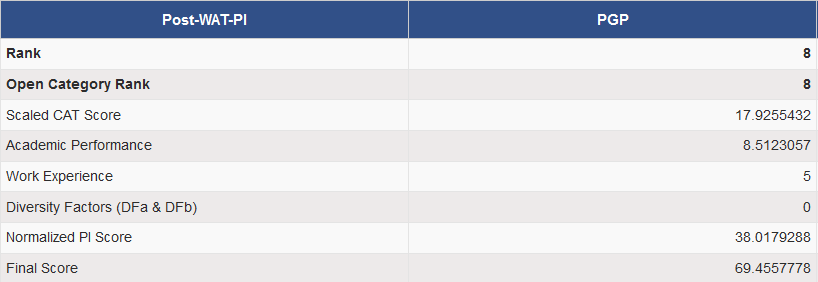 Post-WAT-PI PGP
Rank 8
Open Category Rank 8
Scaled CAT Score 17.9255432
Academic Performance 8.5123057
Work Experience 5
Diversity Factors (DFa & DFb) 0
Normalized PI Score 38.0179288
Final Score 69.4557778